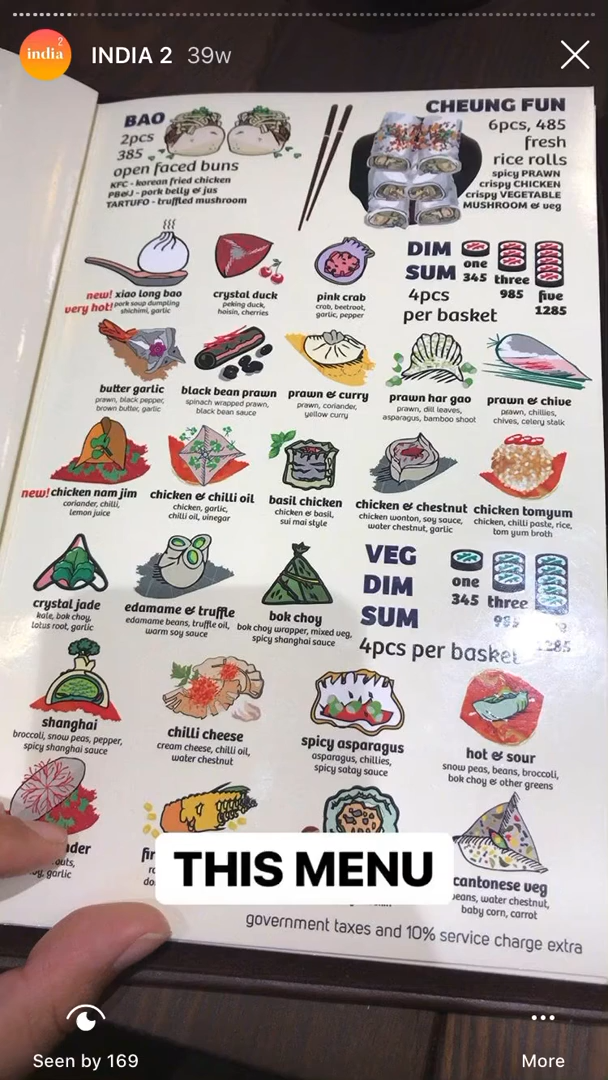 INDIA 2 39w
india 2
BAO
2pcs
385
open faced buns
KFC - korean fried chicken
PB&J - pork belly & jus
TARTUFO - truffled mushroom
CHEUNG FUN
6pcs, 485
fresh
rice rolls
spicy PRAWN
crispy CHICKEN
crispy VEGETABLE
MUSHROOM & veg
new! xiao long bao
very hot! pork soup dumpling
shichimi, garlic
crystal duck
peking duck,
hoisin, cherries
pink crab
crab, beetroot,
garlic, pepper
DIM
SUM
4pcs
per basket
one
345
three
985
five
1285
butter garlic
prawn, black pepper,
brown butter, garlic
black bean prawn
spinach wrapped prawn,
black bean sauce
prawn & curry
prawn, coriander,
yellow curry
prawn har gao
prawn, dill leaves,
asparagus, bamboo shoot
prawn & chive
prawn, chillies,
chives, celery stalk
new! chicken nam jim
coriander, chilli,
lemon juice
chicken & chilli oil
chicken, garlic,
chilli oil, vinegar
basil chicken
chicken & basil,
sui mai style
chicken & chestnut
chicken wonton, soy sauce,
water chestnut, garlic
chicken tomyum
chicken, chilli paste, rice,
tom yum broth
crystal jade
kale, bok choy,
lotus root, garlic
edamame & truffle
edamame beans, truffle oil,
warm soy sauce
bok choy
bok choy wrapper, mixed veg,
spicy shanghai sauce
VEG
DIM
SUM
4pcs per basket
one
345
three
985
1285
shanghai
broccoli, snow peas, pepper,
spicy shanghai sauce
chilli cheese
cream cheese, chilli oil,
water chestnut
spicy asparagus
asparagus, chillies,
spicy satay sauce
hot & sour
snow peas, beans, broccoli,
bok choy & other greens
garlic
THIS MENU
cantonese veg
beans, water chestnut,
baby corn, carrot
government taxes and 10% service charge extra
Seen by 169
More